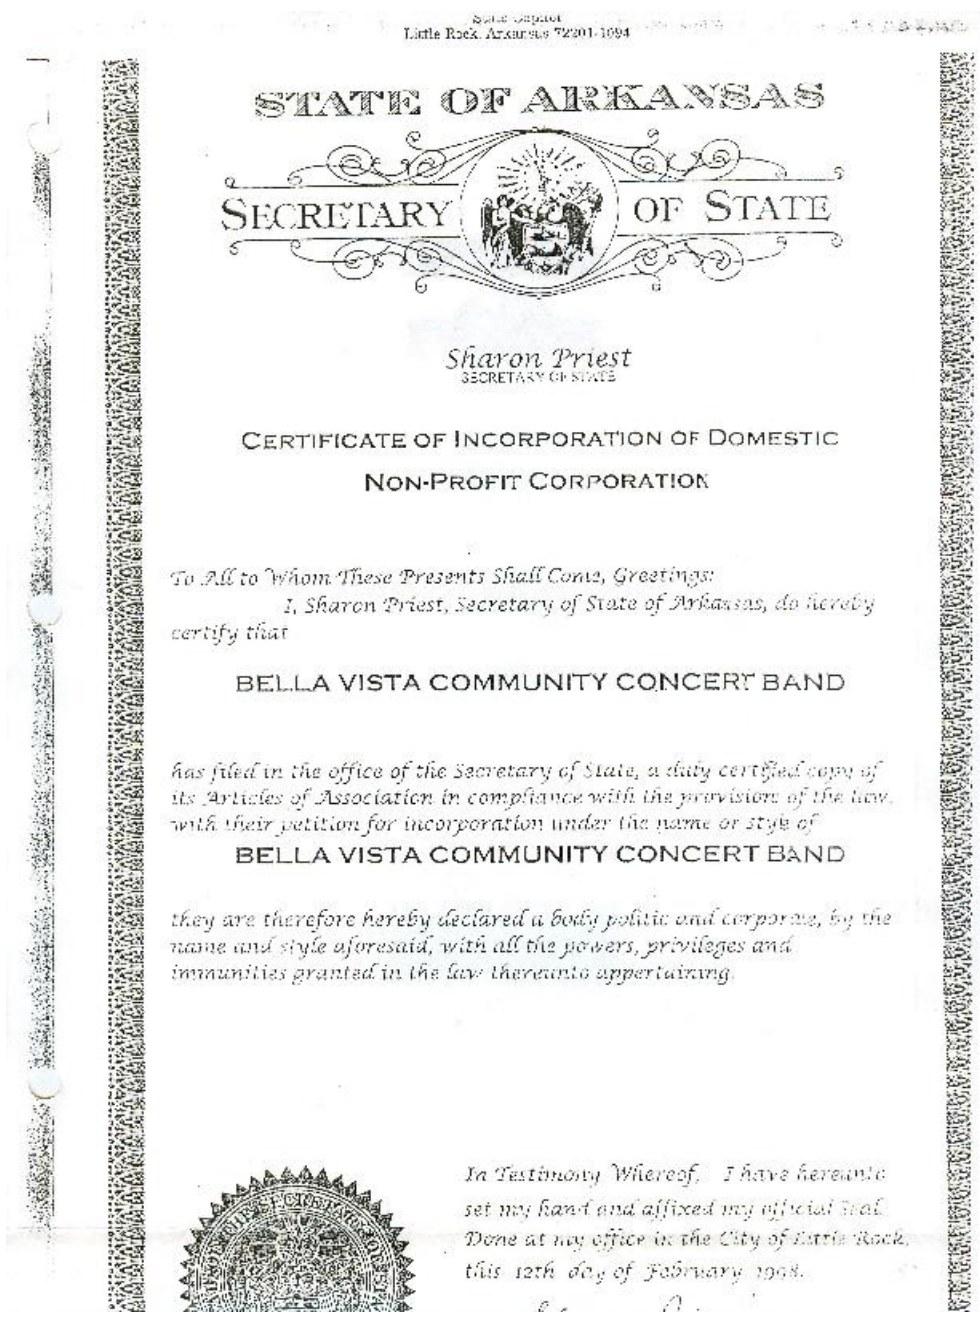 State Capitol
Little Rock, Arkansas 72201-1094
STATE OF ARKANSAS
SECRETARY OF STATE
Sharon Priest
SECRETARY OF STATE
CERTIFICATE OF INCORPORATION OF DOMESTIC
NON-PROFIT CORPORATION
To All to Whom These Presents Shall Come, Greetings:
I, Sharon Priest, Secretary of State of Arkansas, do hereby
certify that
BELLA VISTA COMMUNITY CONCERT BAND
has filed in the office of the Secretary of State, a duly certified copy of
its Articles of Association in compliance with the provisions of the law,
with their petition for incorporation under the name or style of
BELLA VISTA COMMUNITY CONCERT BAND
they are therefore hereby declared a body politic and corporate, by the
name and style aforesaid, with all the powers, privileges and
immunities granted in the law thereunto appertaining.
In Testimony Whereof, I have hereunto
set my hand and affixed my official Seal.
Done at my office in the City of Little Rock,
this 12th day of February 1998.